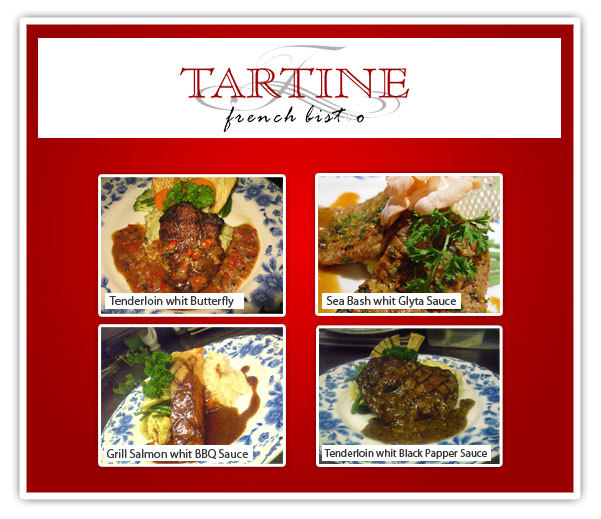 TARTINE
french bist o
Tenderloin whit Butterfly
Sea Bash whit Glyta Sauce
Grill Salmon whit BBQ Sauce
Tenderloin whit Black Papper Sauce